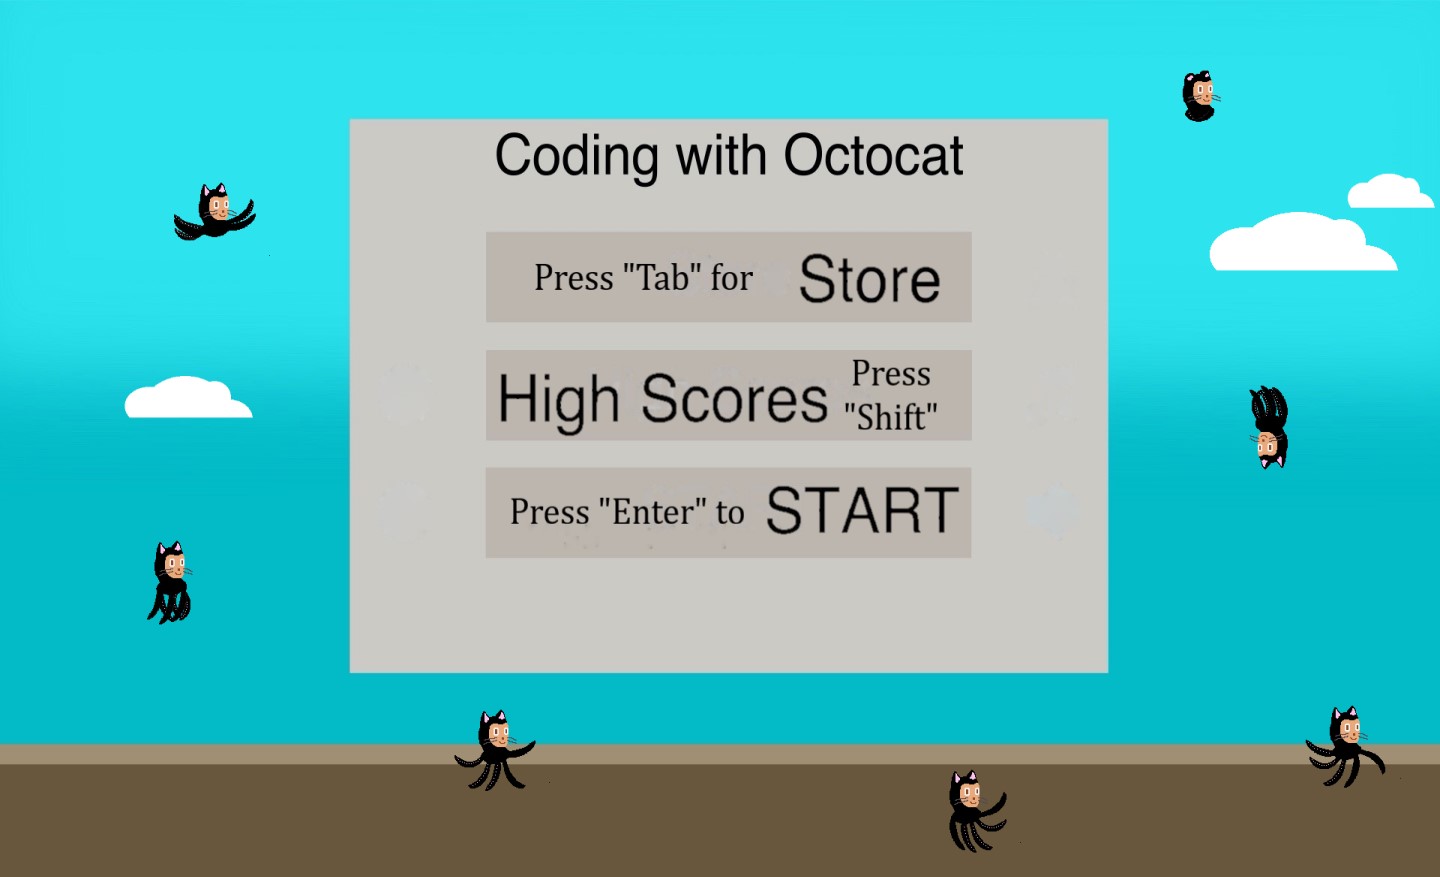 Coding with Octocat
Press "Tab" for Store
High Scores Press
"Shift"
Press "Enter" to START